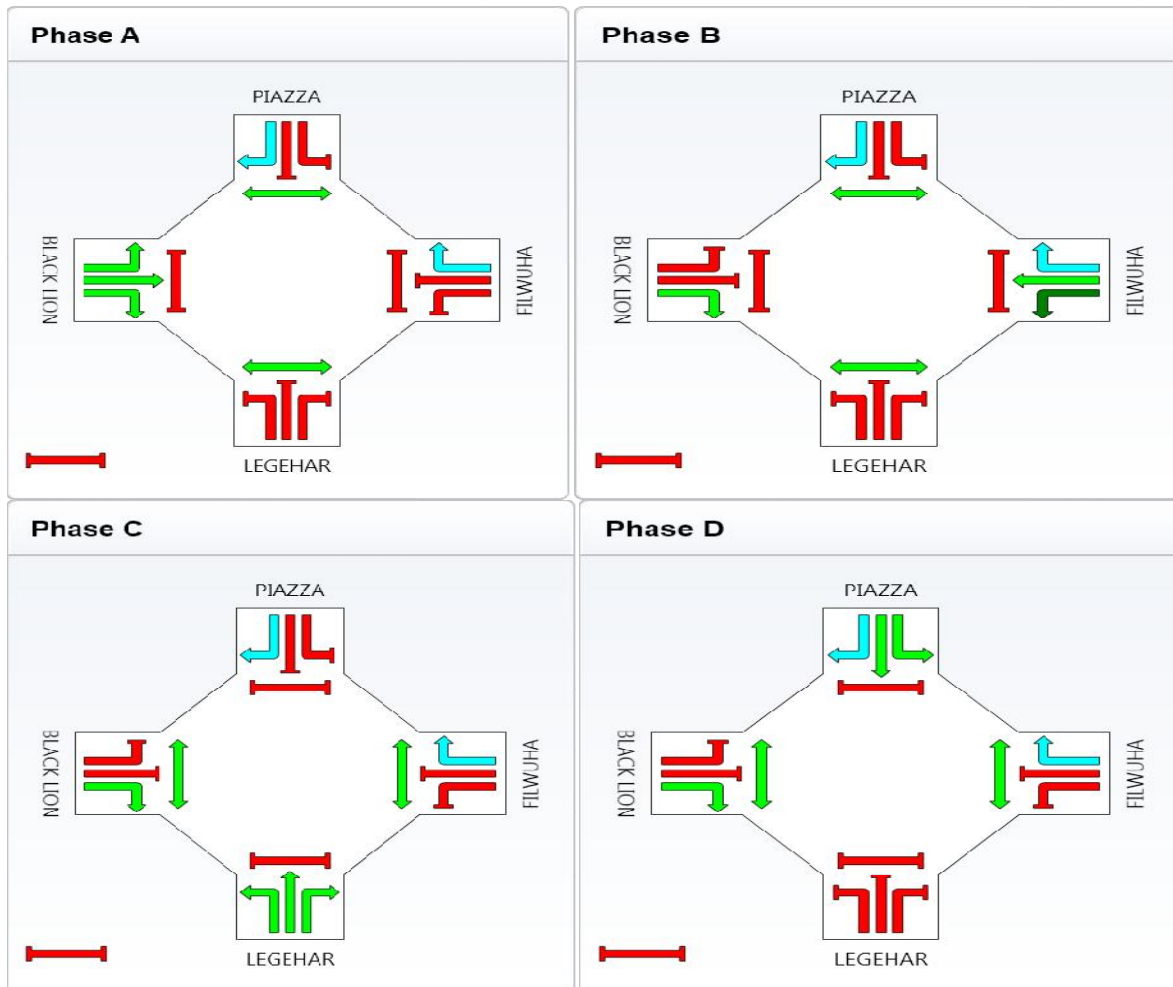 Phase A
PIAZZA
BLACK LION
FILWUHA
LEGEHAR
Phase B
PIAZZA
BLACK LION
FILWUHA
LEGEHAR
Phase C
PIAZZA
BLACK LION
FILWUHA
LEGEHAR
Phase D
PIAZZA
BLACK LION
FILWUHA
LEGEHAR